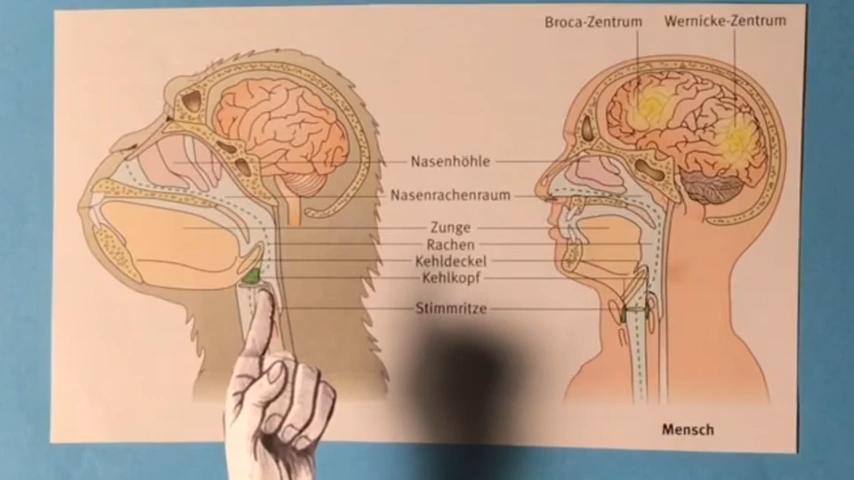 Broca-Zentrum Wernicke-Zentrum
Nasenhöhle
Nasenrachenraum
Zunge
Rachen
Kehldeckel
Kehlkopf
Stimmritze
Mensch